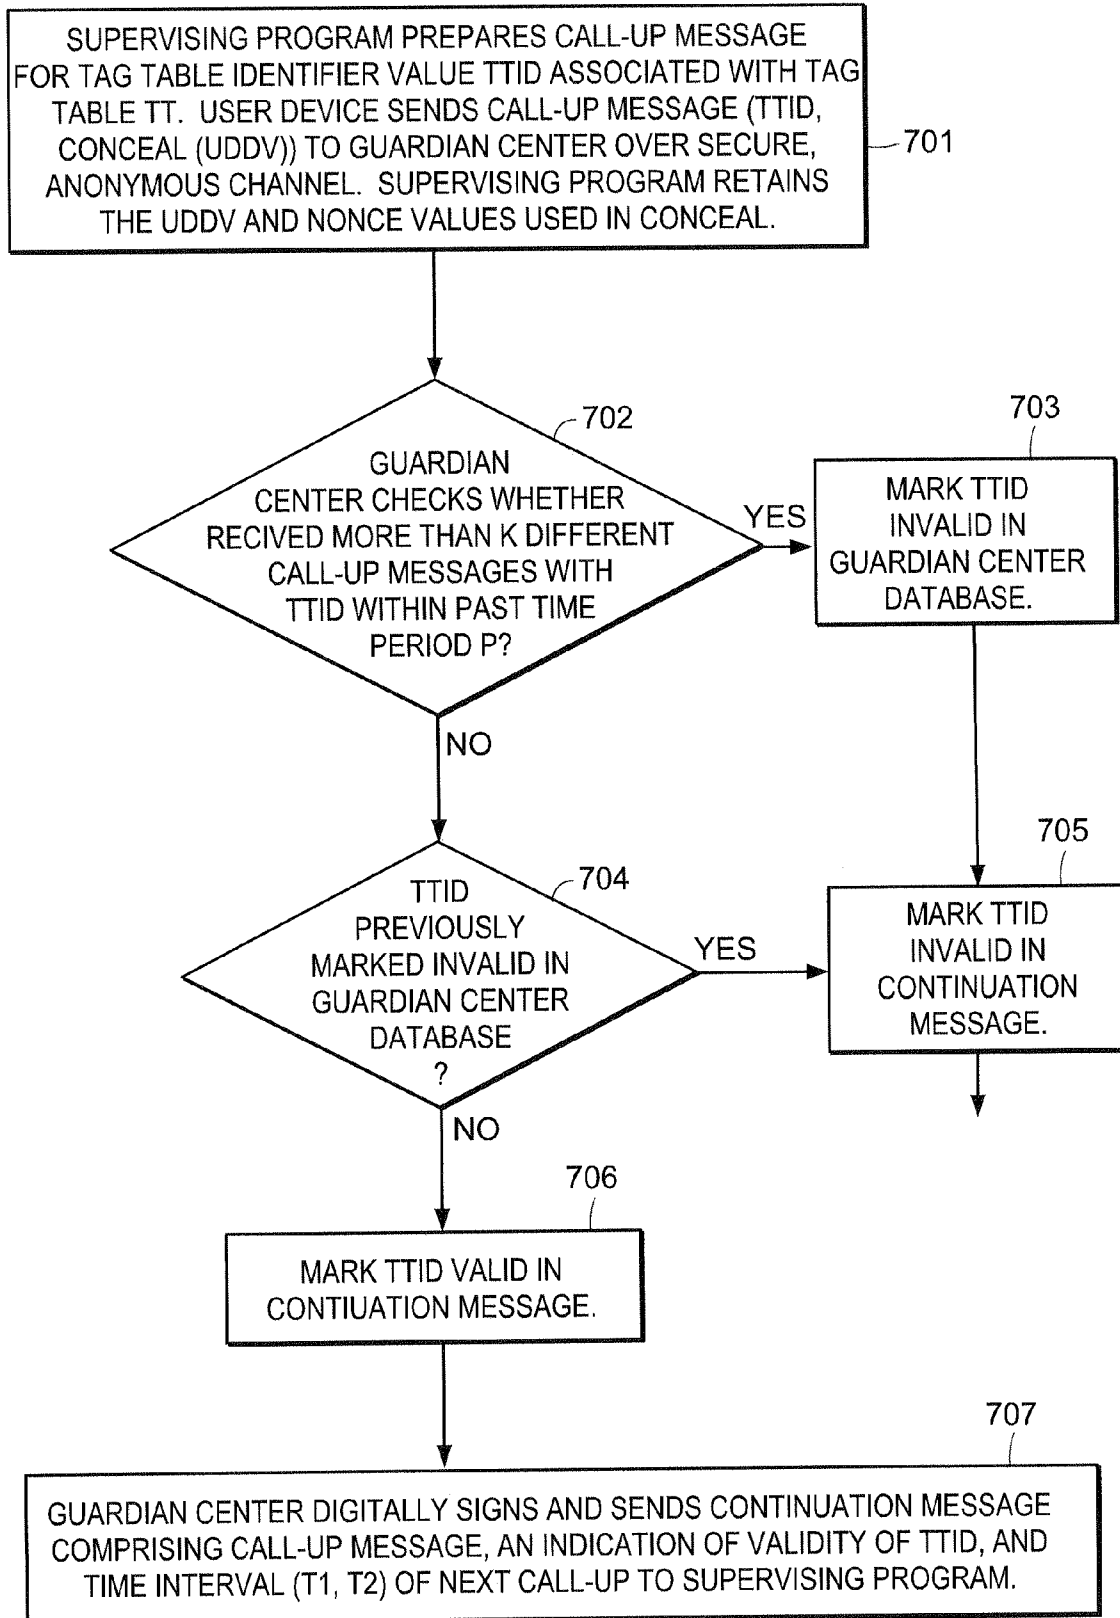 SUPERVISING PROGRAM PREPARES CALL-UP MESSAGE
FOR TAG TABLE IDENTIFIER VALUE TTID ASSOCIATED WITH TAG
TABLE TT. USER DEVICE SENDS CALL-UP MESSAGE (TTID,
CONCEAL (UDDV)) TO GUARDIAN CENTER OVER SECURE,
ANONYMOUS CHANNEL. SUPERVISING PROGRAM RETAINS
THE UDDV AND NONCE VALUES USED IN CONCEAL.
701
702
GUARDIAN
CENTER CHECKS WHETHER
RECIVED MORE THAN K DIFFERENT
CALL-UP MESSAGES WITH
TTID WITHIN PAST TIME
PERIOD P?
YES
703
MARK TTID
INVALID IN
GUARDIAN CENTER
DATABASE.
NO
704
TTID
PREVIOUSLY
MARKED INVALID IN
GUARDIAN CENTER
DATABASE
?
YES
705
MARK TTID
INVALID IN
CONTINUATION
MESSAGE.
NO
706
MARK TTID VALID IN
CONTIUATION MESSAGE.
707
GUARDIAN CENTER DIGITALLY SIGNS AND SENDS CONTINUATION MESSAGE
COMPRISING CALL-UP MESSAGE, AN INDICATION OF VALIDITY OF TTID, AND
TIME INTERVAL (T1, T2) OF NEXT CALL-UP TO SUPERVISING PROGRAM.